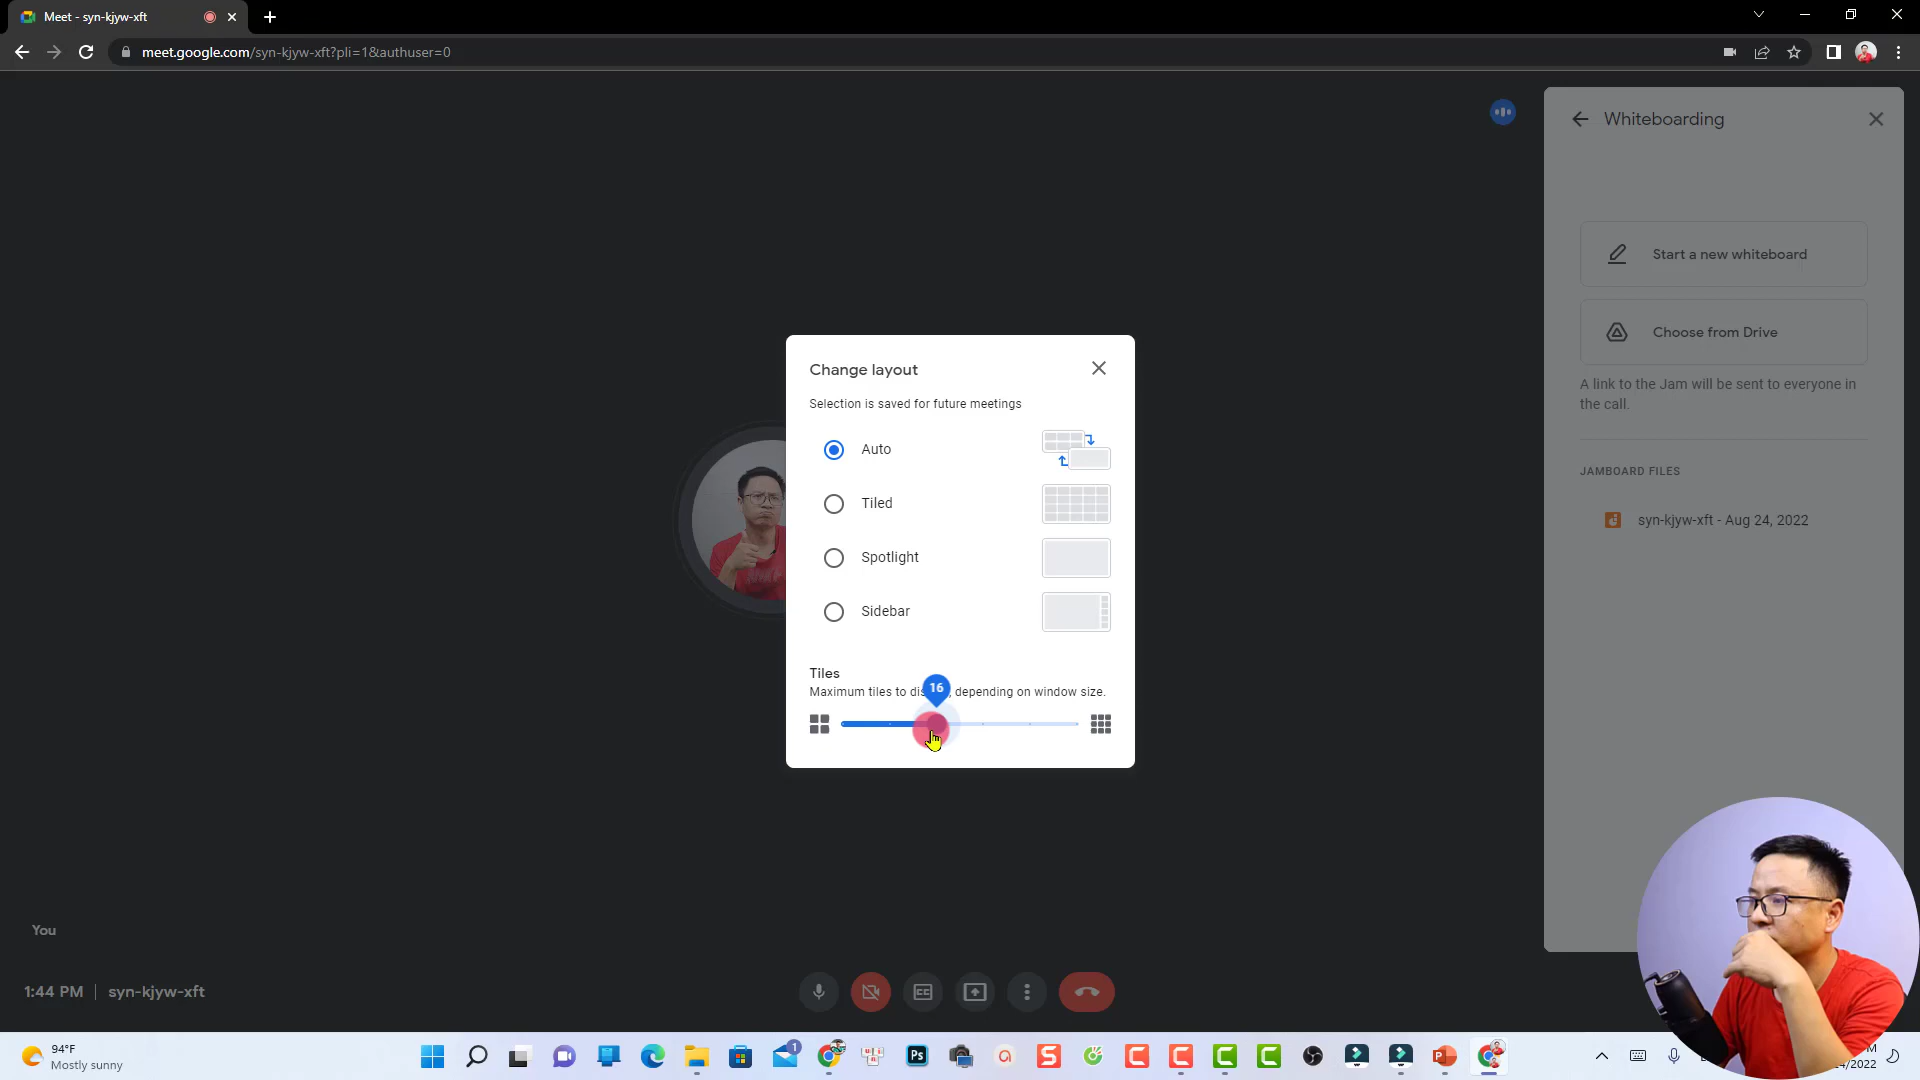 Meet - syn-kjyw-xft
meet.google.com/syn-kjyw-xft?pli=1&authuser=0
Whiteboarding
Start a new whiteboard
Choose from Drive
A link to the Jam will be sent to everyone in
the call.
JAMBOARD FILES
syn-kjyw-xft - Aug 24, 2022
Change layout
Selection is saved for future meetings
Auto
Tiled
Spotlight
Sidebar
Tiles
16
Maximum tiles to depending on window size.
You
1:44 PM | syn-kjyw-xft
94°F
Mostly sunny
1
Ps